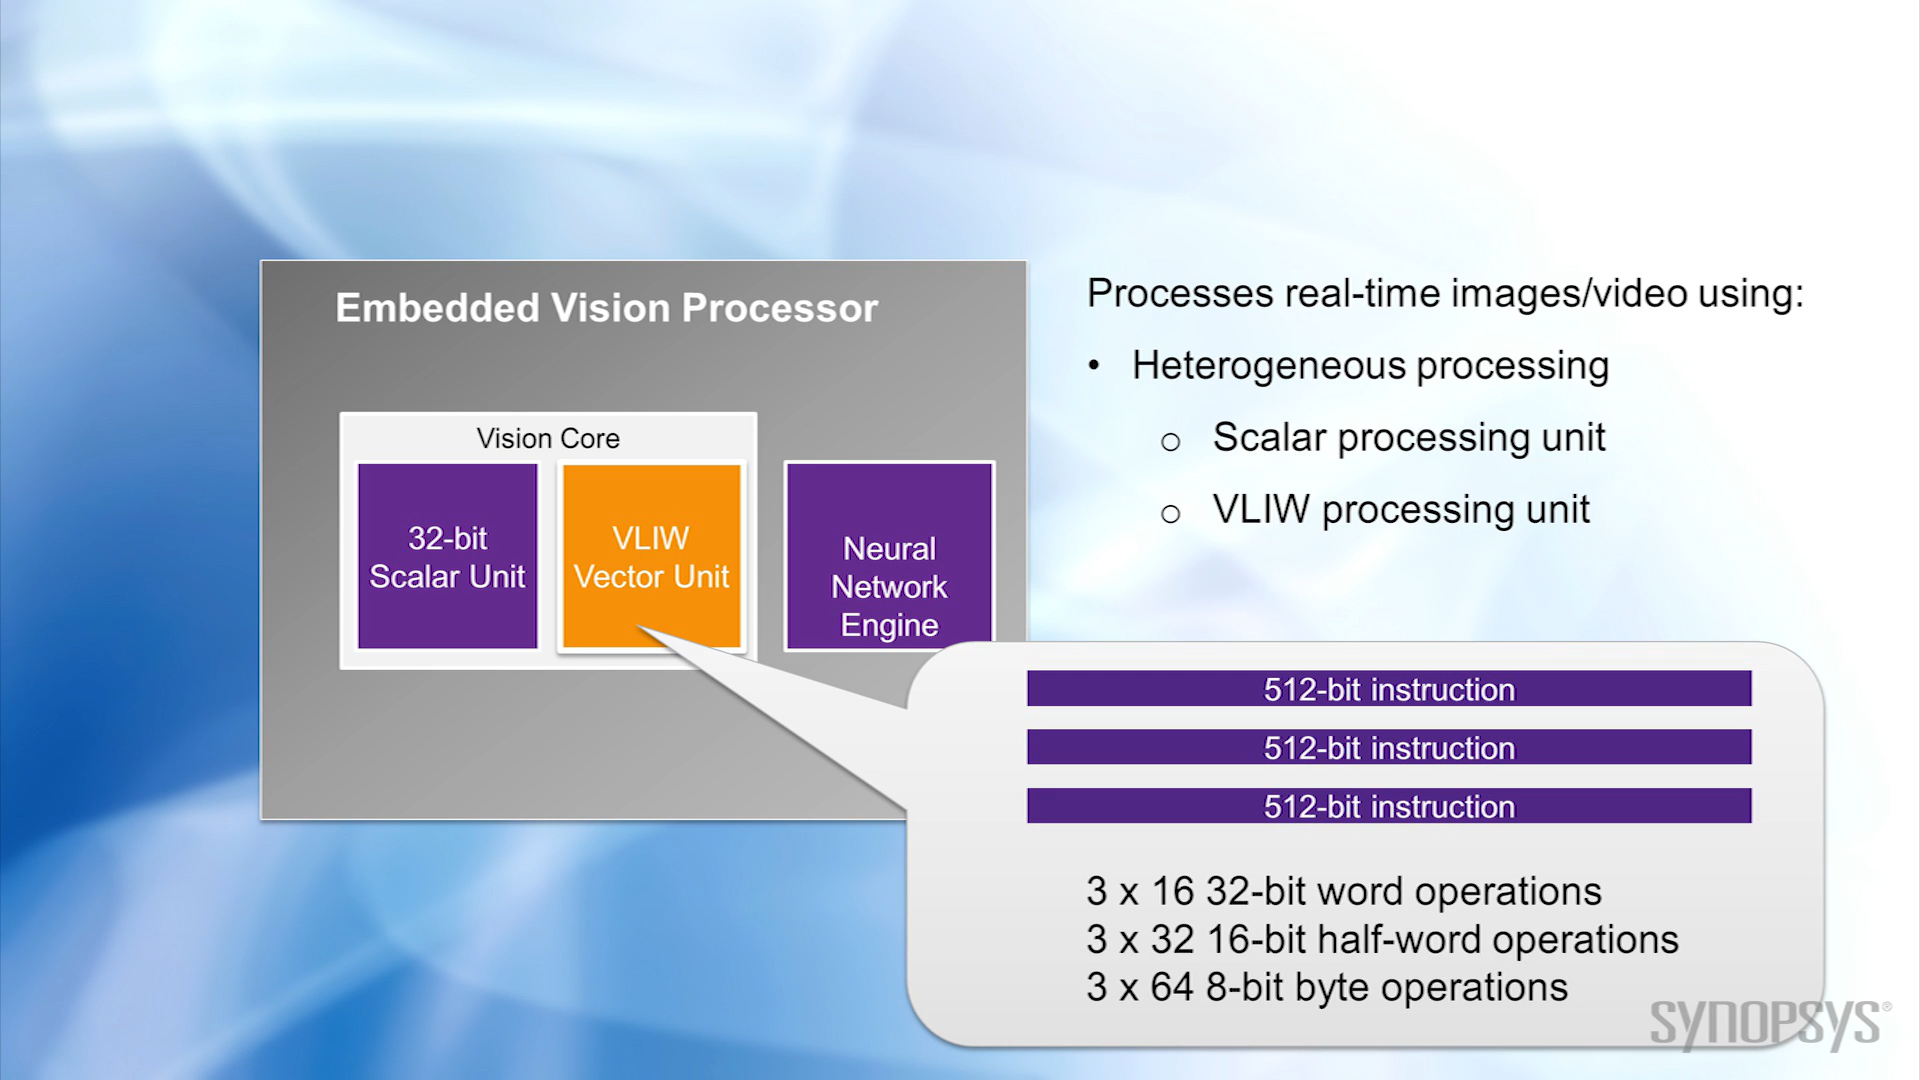 Embedded Vision Processor
Vision Core
32-bit
Scalar Unit
VLIW
Vector Unit
Neural
Network
Engine
Processes real-time images/video using:
• Heterogeneous processing
o Scalar processing unit
o VLIW processing unit
512-bit instruction
512-bit instruction
512-bit instruction
3 x 16 32-bit word operations
3 x 32 16-bit half-word operations
3 x 64 8-bit byte operations
SYNOPSYS®